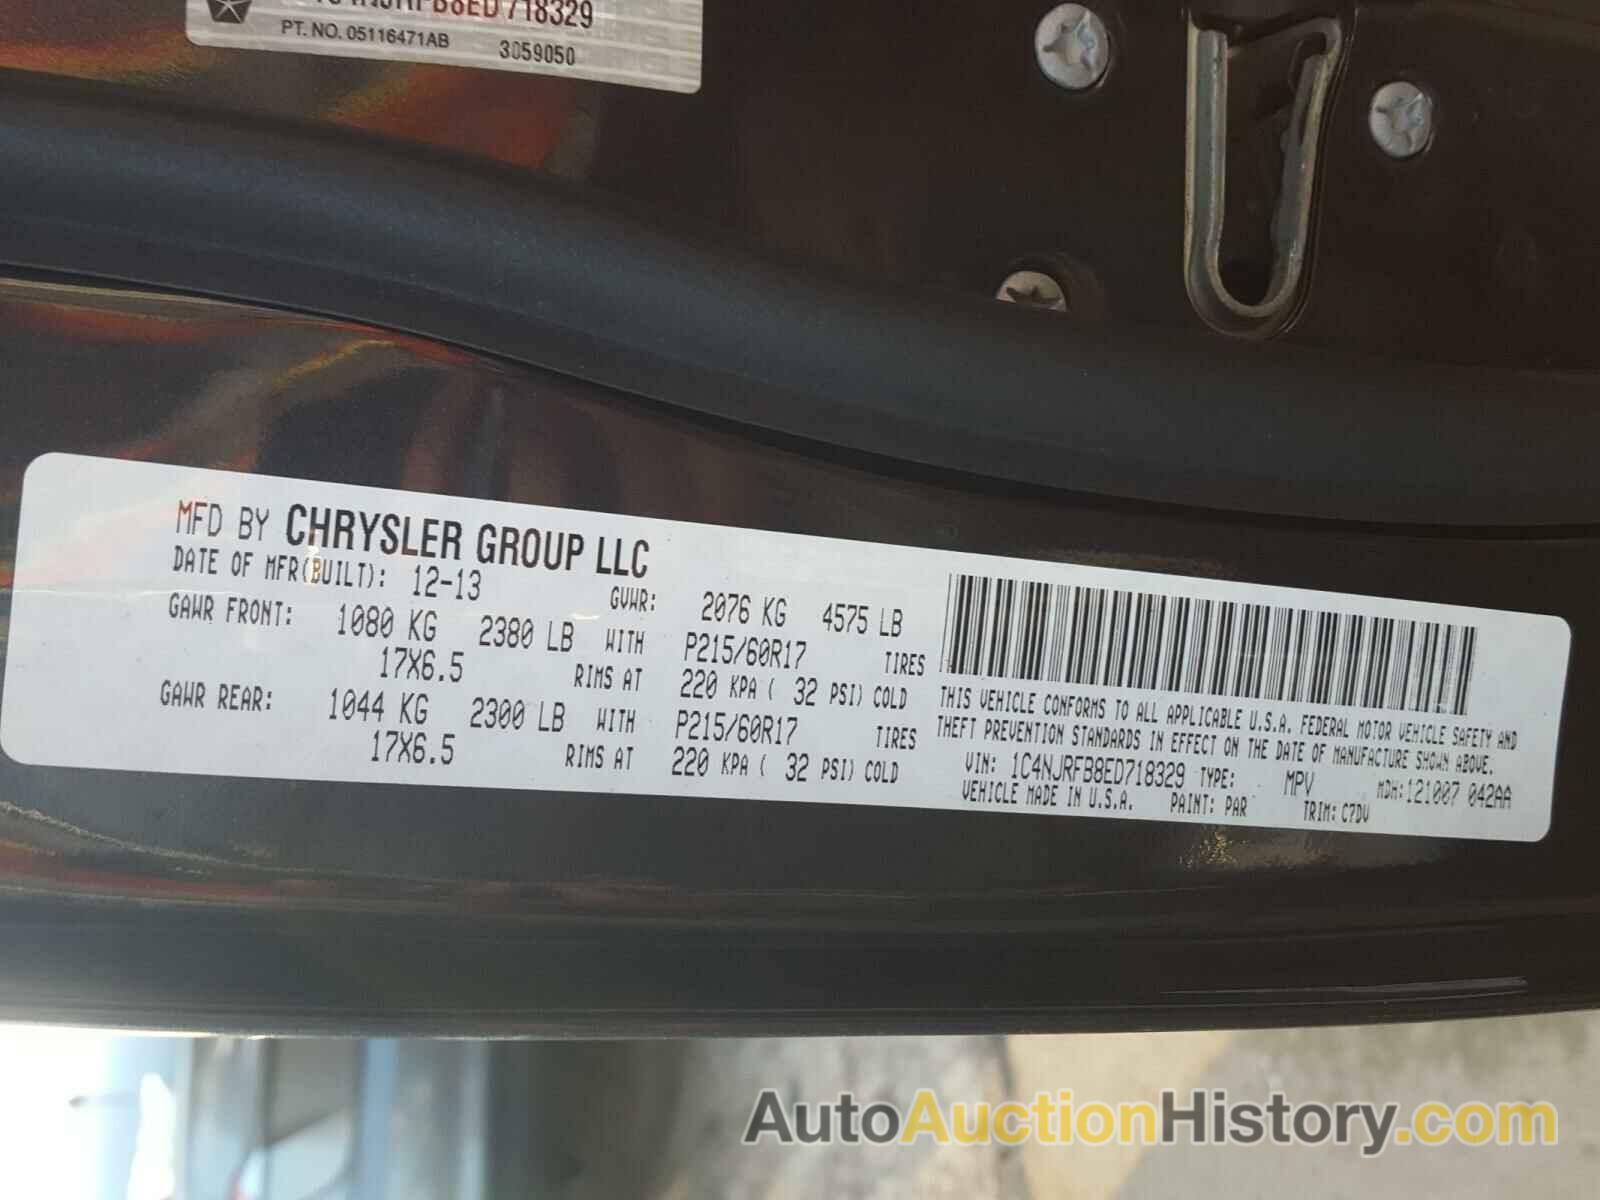 PB8ED718329
PT. NO. 05116471AB 3059050
MFD BY CHRYSLER GROUP LLC
DATE OF MFR(BUILT): 12-13 GVWR: 2076 KG 4575 LB
GAWR FRONT: 1080 KG 2380 LB WITH P215/60R17 TIRES
17X6.5 RIMS AT 220 KPA ( 32 PSI) COLD
GAWR REAR: 1044 KG 2300 LB WITH P215/60R17 TIRES
17X6.5 RIMS AT 220 KPA ( 32 PSI) COLD
THIS VEHICLE CONFORMS TO ALL APPLICABLE U.S.A. FEDERAL MOTOR VEHICLE SAFETY AND
THEFT PREVENTION STANDARDS IN EFFECT ON THE DATE OF MANUFACTURE SHOWN ABOVE.
VIN: 1C4NJRFB8ED718329 TYPE: MPV MDH:121007 042AA
VEHICLE MADE IN U.S.A. PAINT: PAR TRIM: C7DV
AutoAuctionHistory.com